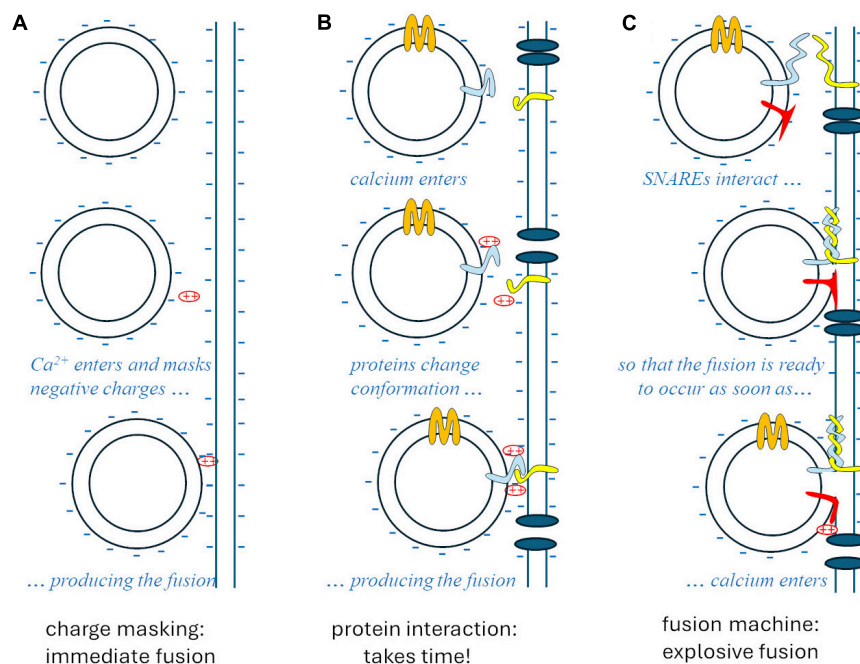 A
B
C
calcium enters
SNAREs interact ...
++
++
++
Ca2+ enters and masks
negative charges ...
proteins change
conformation ...
so that the fusion is ready
to occur as soon as...
++
++
++
++
... producing the fusion
... producing the fusion
... calcium enters
charge masking:
immediate fusion
protein interaction:
takes time!
fusion machine:
explosive fusion